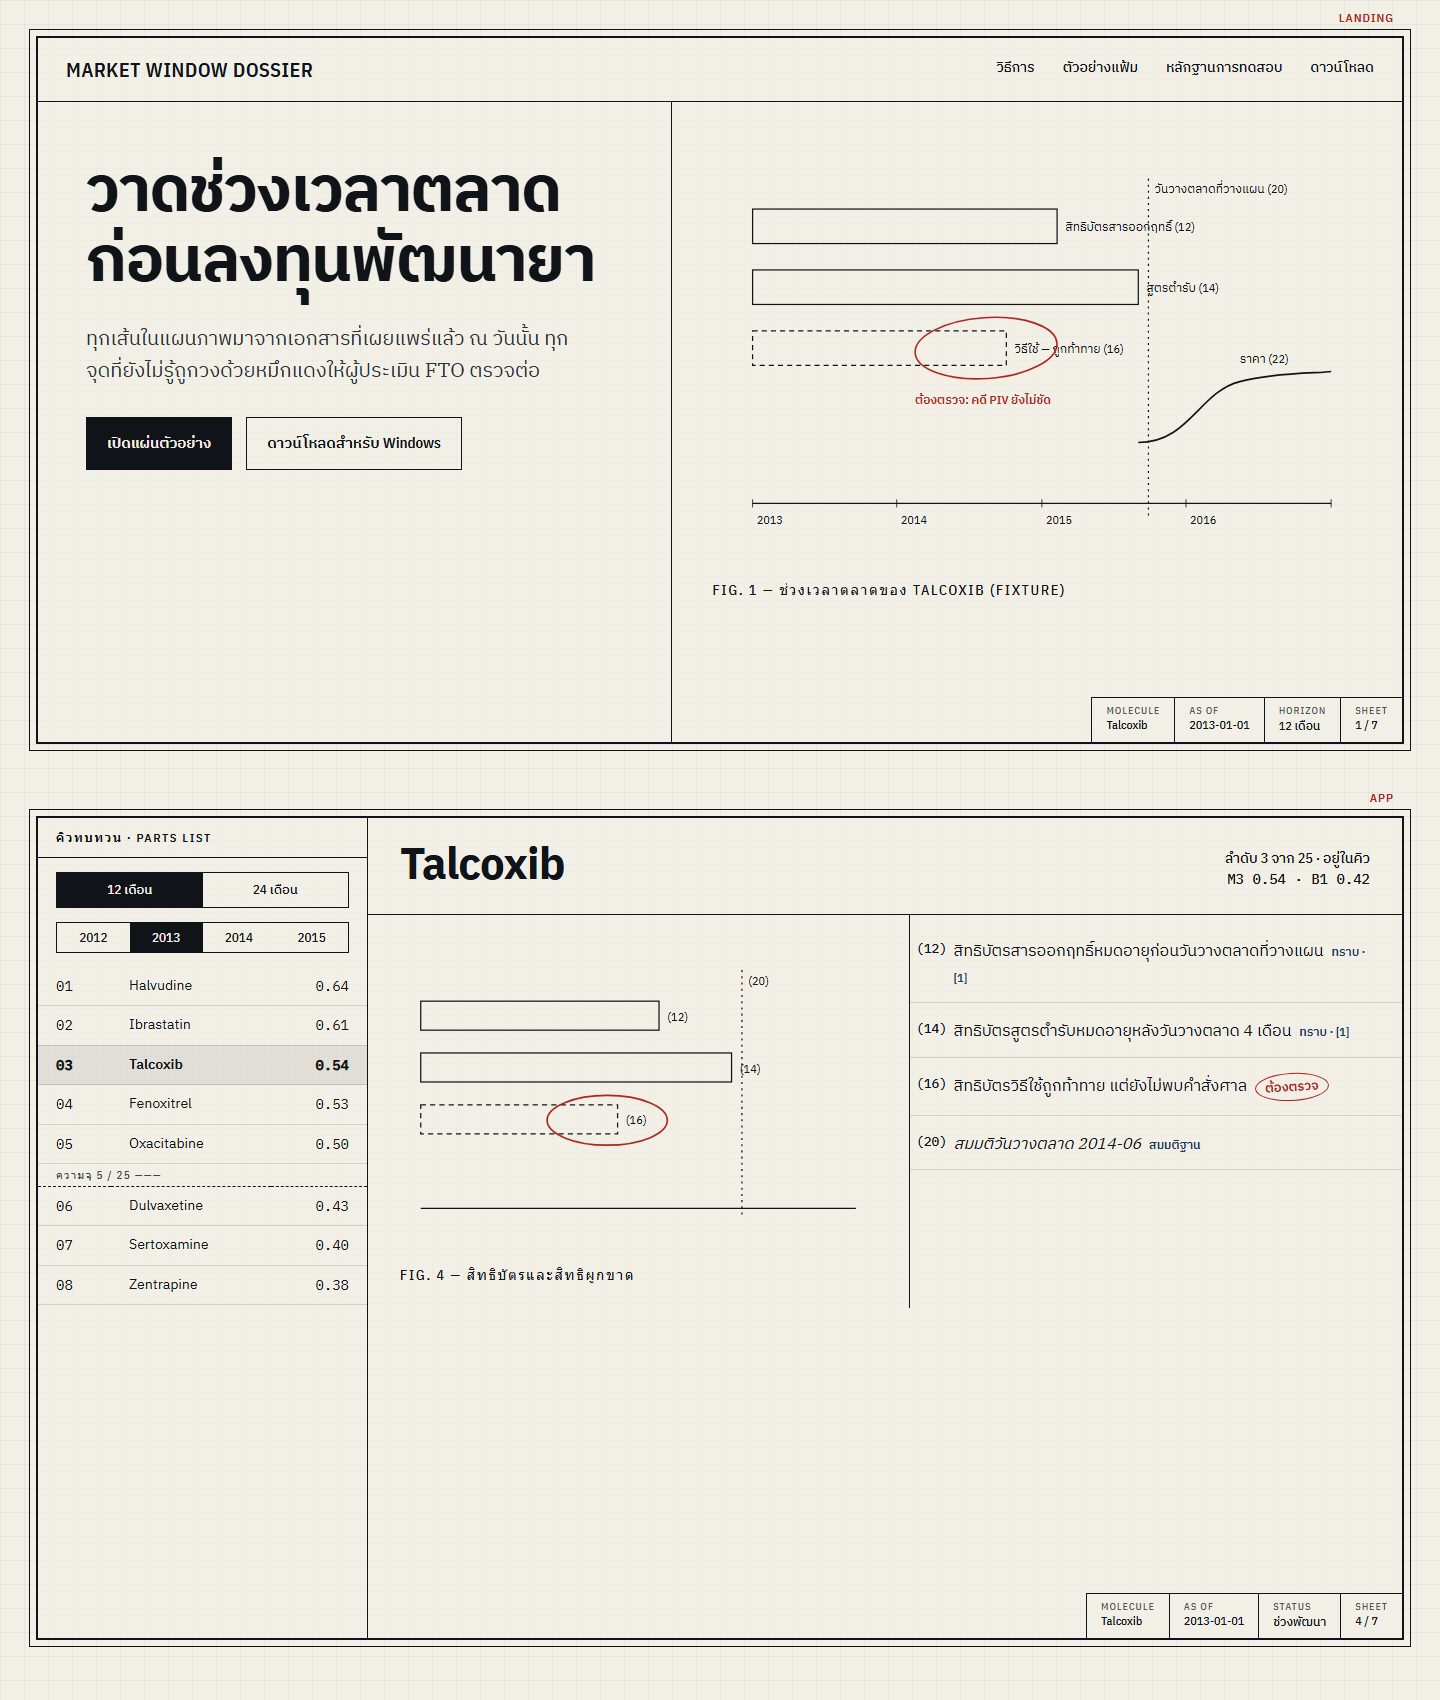 LANDING
MARKET WINDOW DOSSIER
วิธีการ ตัวอย่างแฟ้ม หลักฐานการทดสอบ ดาวน์โหลด
วาดช่วงเวลาตลาด
ก่อนลงทุนพัฒนายา
ทุกเส้นในแผนภาพมาจากเอกสารที่เผยแพร่แล้ว ณ วันนั้น ทุก
จุดที่ยังไม่รู้ถูกวงด้วยหมึกแดงให้ผู้ประเมิน FTO ตรวจต่อ
เปิดแผ่นตัวอย่าง ดาวน์โหลดสำหรับ Windows
วันวางตลาดที่วางแผน (20)
สิทธิบัตรสารออกฤทธิ์ (12)
สูตรตำรับ (14)
วิธีใช้ — ถูกท้าทาย (16)
ราคา (22)
ต้องตรวจ: คดี PIV ยังไม่ชัด
2013 2014 2015 2016
FIG. 1 — ช่วงเวลาตลาดของ TALCOXIB (FIXTURE)
MOLECULE AS OF HORIZON SHEET
Talcoxib 2013-01-01 12 เดือน 1 / 7
APP
คิวทบทวน · PARTS LIST
12 เดือน 24 เดือน
2012 2013 2014 2015
01 Halvudine 0.64
02 Ibrastatin 0.61
03 Talcoxib 0.54
04 Fenoxitrel 0.53
05 Oxacitabine 0.50
ความจุ 5 / 25 ———
06 Dulvaxetine 0.43
07 Sertoxamine 0.40
08 Zentrapine 0.38
Talcoxib
ลำดับ 3 จาก 25 · อยู่ในคิว
M3 0.54 · B1 0.42
(20)
(12)
(14)
(16)
FIG. 4 — สิทธิบัตรและสิทธิผูกขาด
(12) สิทธิบัตรสารออกฤทธิ์หมดอายุก่อนวันวางตลาดที่วางแผน ทราบ ·
[1]
(14) สิทธิบัตรสูตรตำรับหมดอายุหลังวันวางตลาด 4 เดือน ทราบ · [1]
(16) สิทธิบัตรวิธีใช้ถูกท้าทาย แต่ยังไม่พบคำสั่งศาล ต้องตรวจ
(20) สมมติวันวางตลาด 2014-06 สมมติฐาน
MOLECULE AS OF STATUS SHEET
Talcoxib 2013-01-01 ช่วงพัฒนา 4 / 7